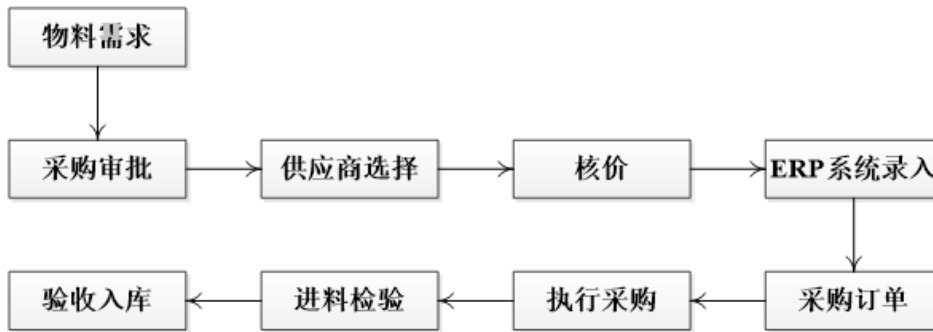 物料需求
采购审批
供应商选择
核价
ERP系统录入
采购订单
执行采购
进料检验
验收入库